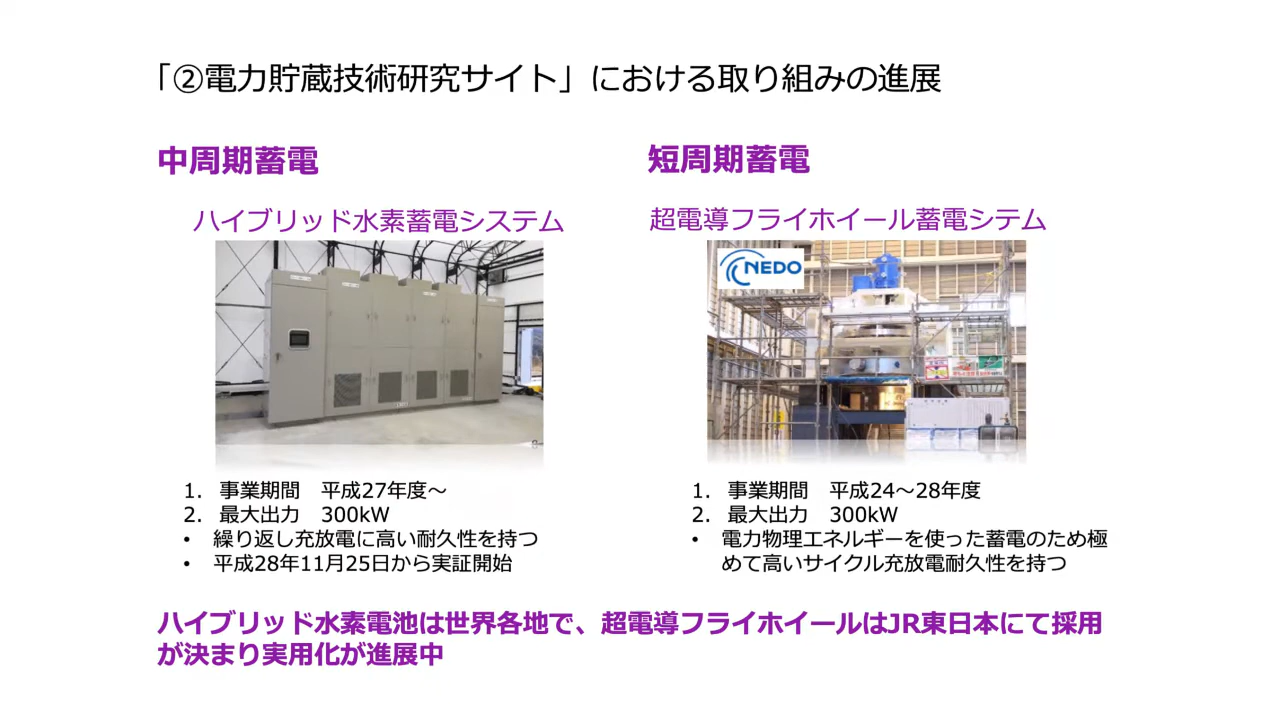 「②電力貯蔵技術研究サイト」における取り組みの進展
中周期蓄電
ハイブリッド水素蓄電システム
1. 事業期間 平成27年度～
2. 最大出力 300kW
• 繰り返し充放電に高い耐久性を持つ
• 平成28年11月25日から実証開始
短周期蓄電
超電導フライホイール蓄電シテム
NEDO
1. 事業期間 平成24～28年度
2. 最大出力 300kW
• 電力物理エネルギーを使った蓄電のため極
めて高いサイクル充放電耐久性を持つ
ハイブリッド水素電池は世界各地で、超電導フライホイールはJR東日本にて採用
が決まり実用化が進展中